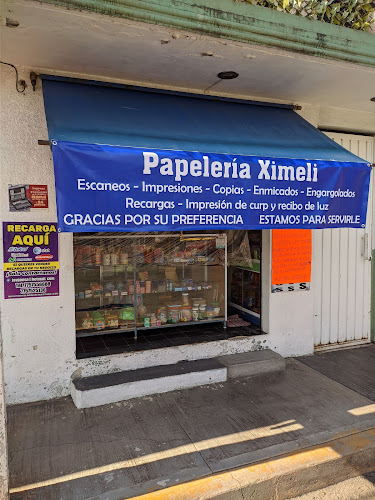 Papelería Ximeli
Escaneos - Impresiones - Copias - Enmicados - Engargolados
Recargas - Impresión de curp y recibo de luz
GRACIAS POR SU PREFERENCIA ESTAMOS PARA SERVIRLE
RECARGA
AQUÍ